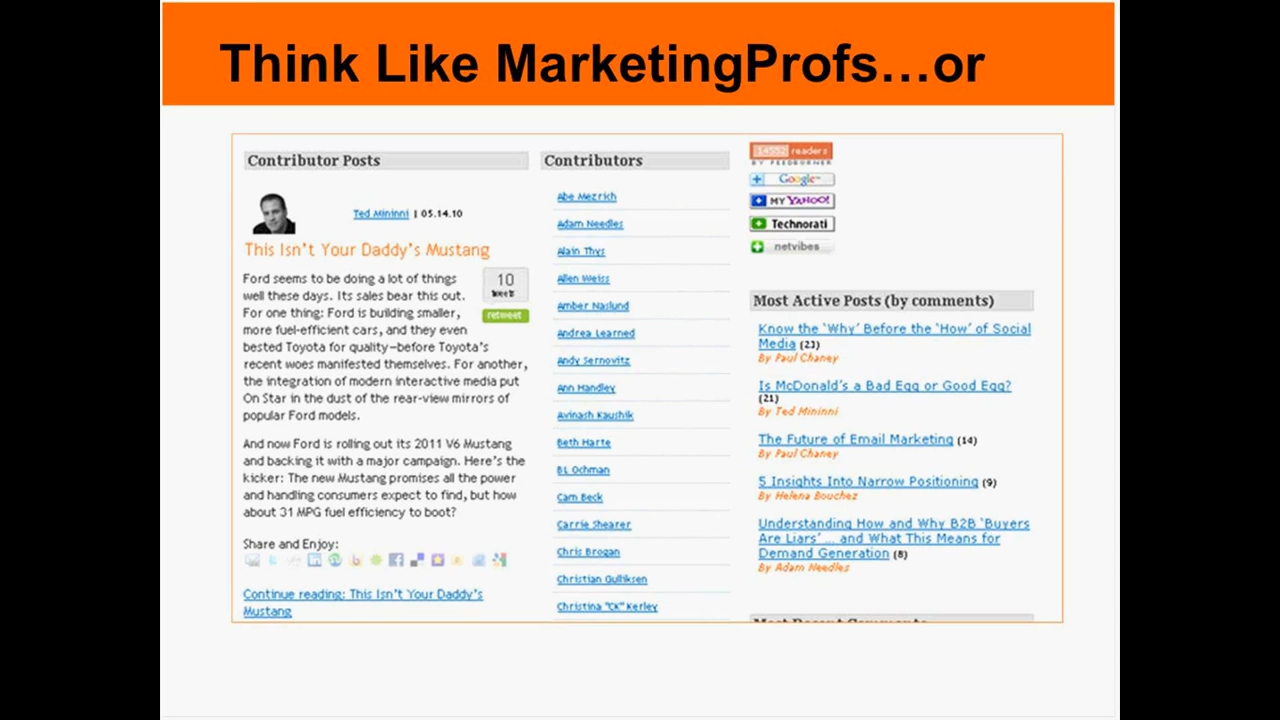 Think Like MarketingProfs…or
Contributor Posts
Ted Mininni | 05.14.10
This Isn't Your Daddy's Mustang
Ford seems to be doing a lot of things
well these days. Its sales bear this out.
For one thing: Ford is building smaller,
more fuel-efficient cars, and they even
bested Toyota for quality—before Toyota's
recent woes manifested themselves. For another,
the integration of modern interactive media put
On Star in the dust of the rear-view mirrors of
popular Ford models.
10
tweets
retweet
And now Ford is rolling out its 2011 V6 Mustang
and backing it with a major campaign. Here's the
kicker: The new Mustang promises all the power
and handling consumers expect to find, but how
about 31 MPG fuel efficiency to boot?
Share and Enjoy:
Continue reading: This Isn't Your Daddy's
Mustang
Contributors
Abe Mezrich
Adam Needles
Alain Thys
Allen Weiss
Amber Naslund
Andrea Learned
Andy Sernovitz
Ann Handley
Avinash Kaushik
Beth Harte
BL Ochman
Cam Beck
Carrie Shearer
Chris Brogan
Christian Gulliksen
Christina "CK" Kerley
readers
BY FEEDBURNER
Google
MY YAHOO!
Technorati
netvibes
Most Active Posts (by comments)
Know the 'Why' Before the 'How' of Social
Media (23)
By Paul Chaney
Is McDonald's a Bad Egg or Good Egg?
(21)
By Ted Mininni
The Future of Email Marketing (14)
By Paul Chaney
5 Insights Into Narrow Positioning (9)
By Helena Bouchez
Understanding How and Why B2B 'Buyers
Are Liars' ... and What This Means for
Demand Generation (8)
By Adam Needles
Most Recent Comments